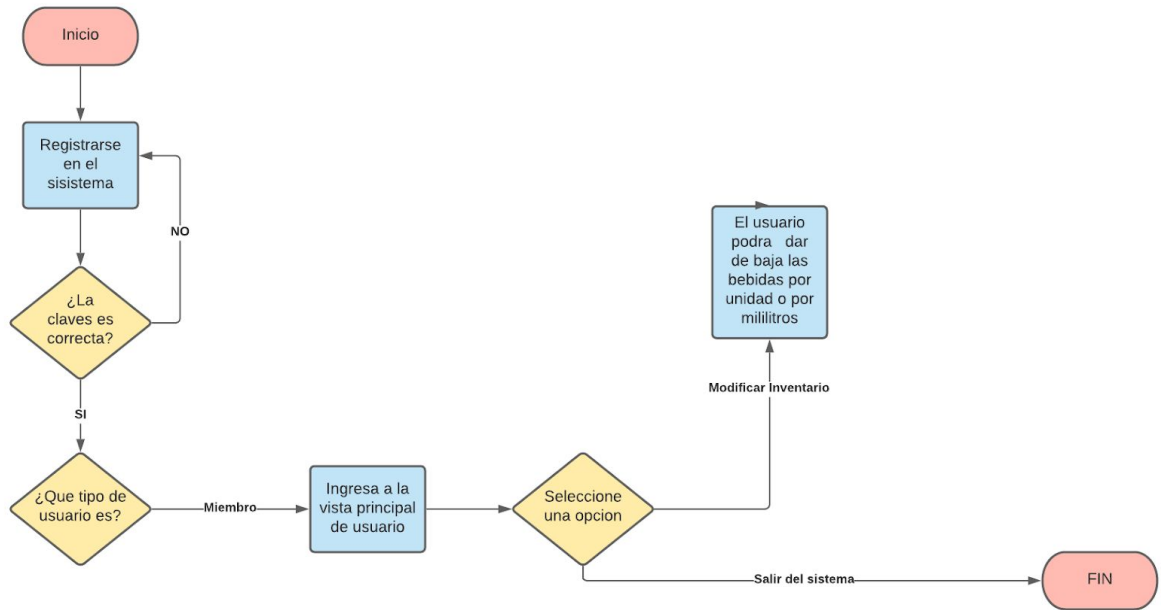 Inicio
Registrarse
en el
sisistema
NO
¿La
claves es
correcta?
SI
¿Que tipo de
usuario es?
Miembro
Ingresa a la
vista principal
de usuario
Seleccione
una opcion
Modificar Inventario
El usuario
podra dar
de baja las
bebidas por
unidad o por
mililitros
Salir del sistema
FIN